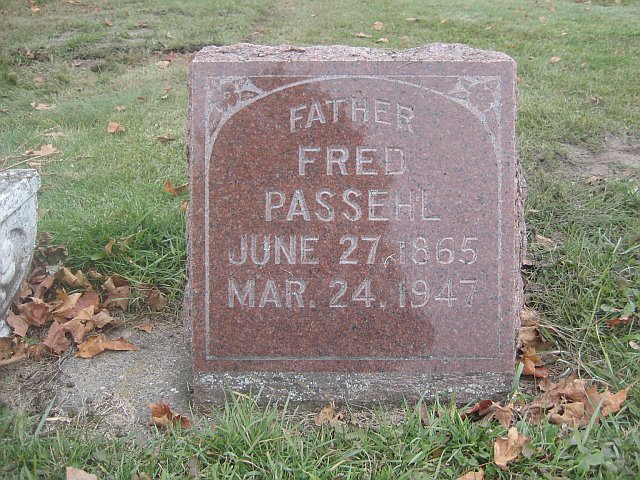 FATHER
FRED
PASSEHL
JUNE 27, 1865
MAR. 24, 1947